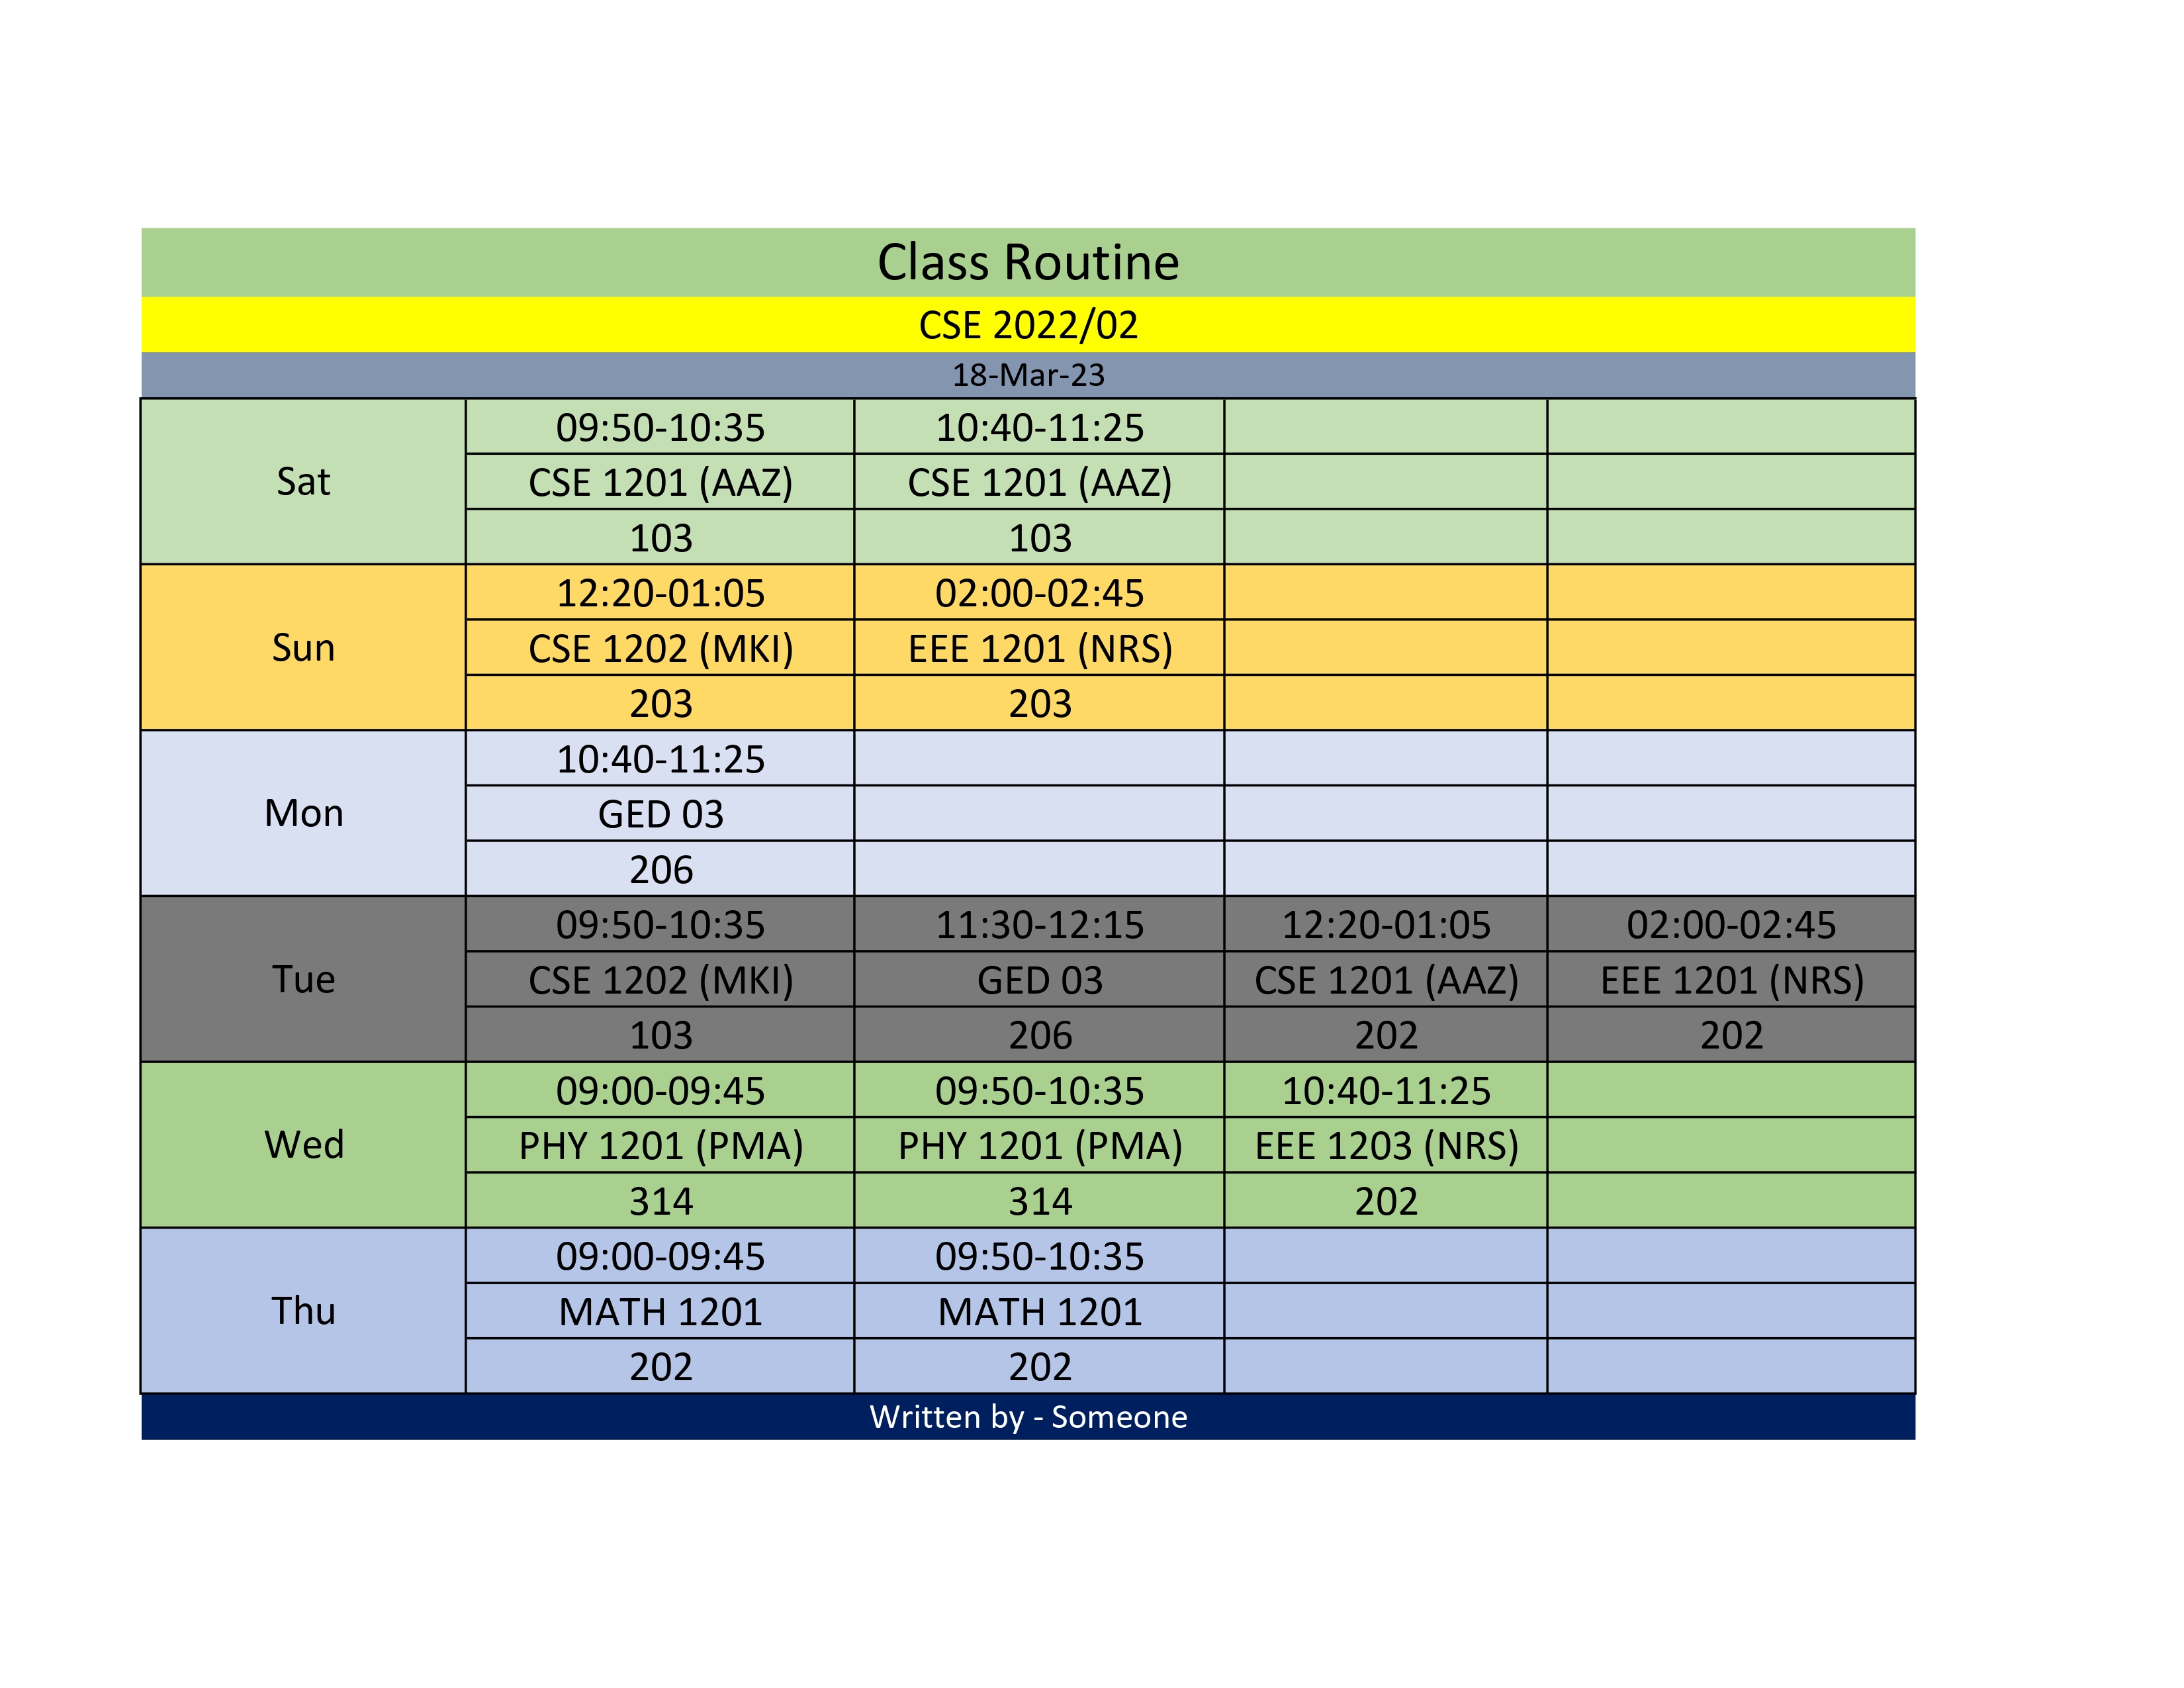 Class Routine
CSE 2022/02
18-Mar-23
Sat
09:50-10:35 10:40-11:25
CSE 1201 (AAZ) CSE 1201 (AAZ)
103 103
Sun
12:20-01:05 02:00-02:45
CSE 1202 (MKI) EEE 1201 (NRS)
203 203
Mon
10:40-11:25
GED 03
206
Tue
09:50-10:35 11:30-12:15 12:20-01:05 02:00-02:45
CSE 1202 (MKI) GED 03 CSE 1201 (AAZ) EEE 1201 (NRS)
103 206 202 202
Wed
09:00-09:45 09:50-10:35 10:40-11:25
PHY 1201 (PMA) PHY 1201 (PMA) EEE 1203 (NRS)
314 314 202
Thu
09:00-09:45 09:50-10:35
MATH 1201 MATH 1201
202 202
Written by - Someone